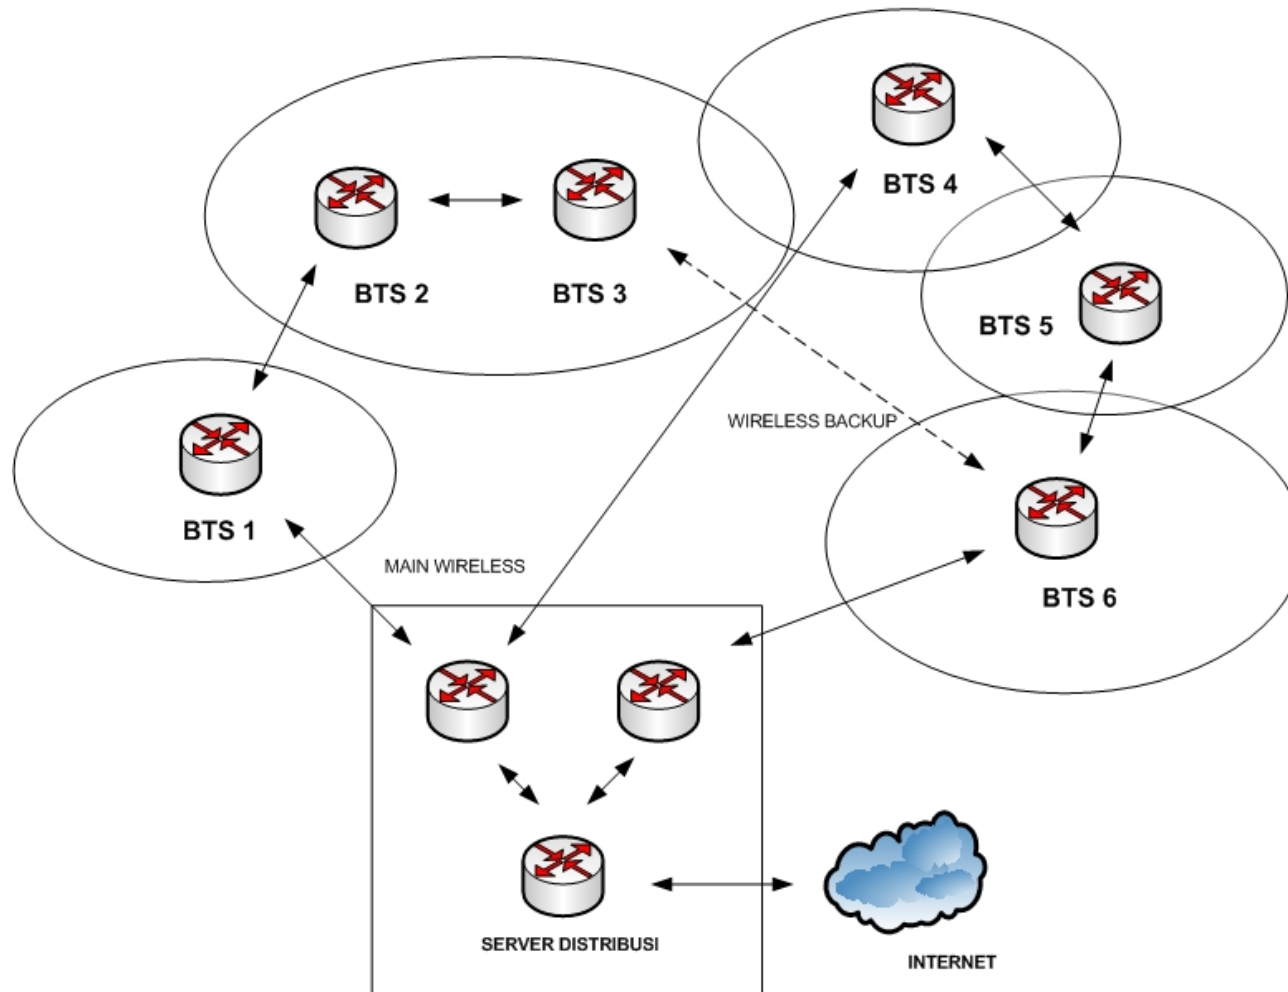 BTS 4
BTS 2
BTS 3
BTS 5
WIRELESS BACKUP
BTS 1
MAIN WIRELESS
BTS 6
SERVER DISTRIBUSI
INTERNET